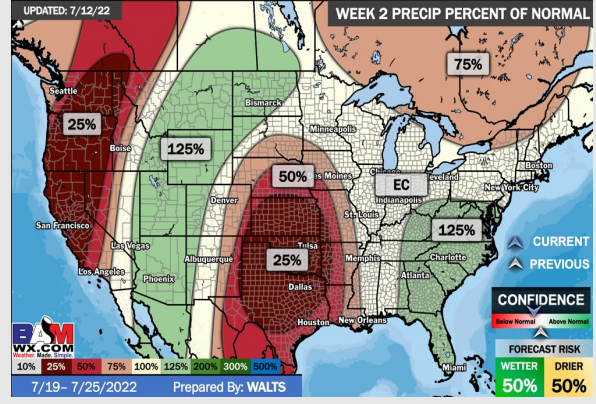 UPDATED: 7/12/22
WEEK 2 PRECIP PERCENT OF NORMAL
75%
Seattle
Bismarck
25%
Minneapolis
Boise
125%
Boston
50%
es Moines
eveland
EC
New York City
Denver
Indianapolis
St. Louis
San Francisco
125%
Las Vegas
Tulsa
CURRENT
Albuquerque
25%
Memphis
Charlotte
PREVIOUS
Los Angeles
Phoenix
Atlanta
Dallas
CONFIDENCE
Houston
New Orleans
Below Normal
Above Normal
BAM
WX.COM
Weather. Made. Simple.
FORECAST RISK
10% 25% 50% 75% 100% 125% 200% 300% 500%
Miami
WETTER
50%
DRIER
50%
7/19– 7/25/2022
Prepared By: WALTS